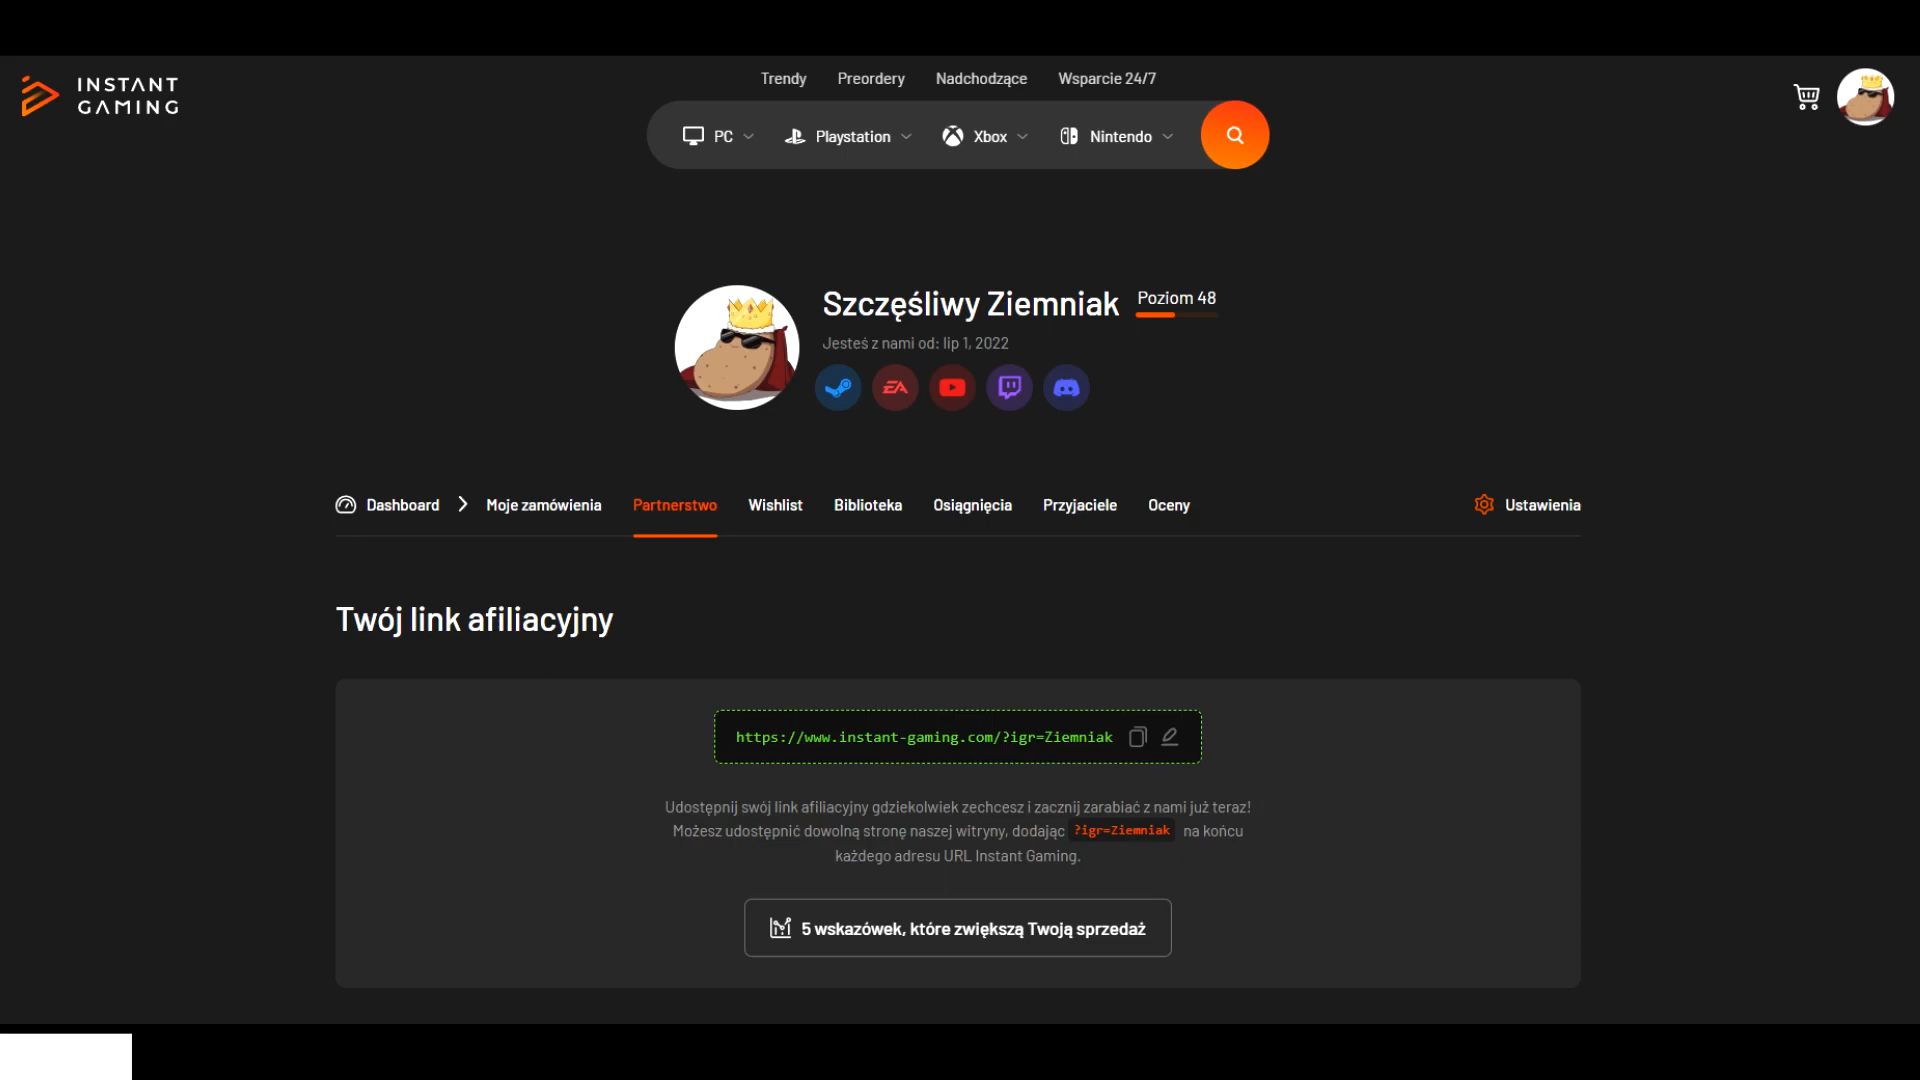 INSTANT
GAMING
Trendy Preordery Nadchodzące Wsparcie 24/7
PC Playstation Xbox Nintendo
Szczęśliwy Ziemniak Poziom 48
Jesteś z nami od: lip 1, 2022
Dashboard Moje zamówienia Partnerstwo Wishlist Biblioteka Osiągnięcia Przyjaciele Oceny Ustawienia
Twój link afiliacyjny
https://www.instant-gaming.com/?igr=Ziemniak
Udostępnij swój link afiliacyjny gdziekolwiek zechcesz i zacznij zarabiać z nami już teraz!
Możesz udostępnić dowolną stronę naszej witryny, dodając ?igr=Ziemniak na końcu
każdego adresu URL Instant Gaming.
5 wskazówek, które zwiększą Twoją sprzedaż